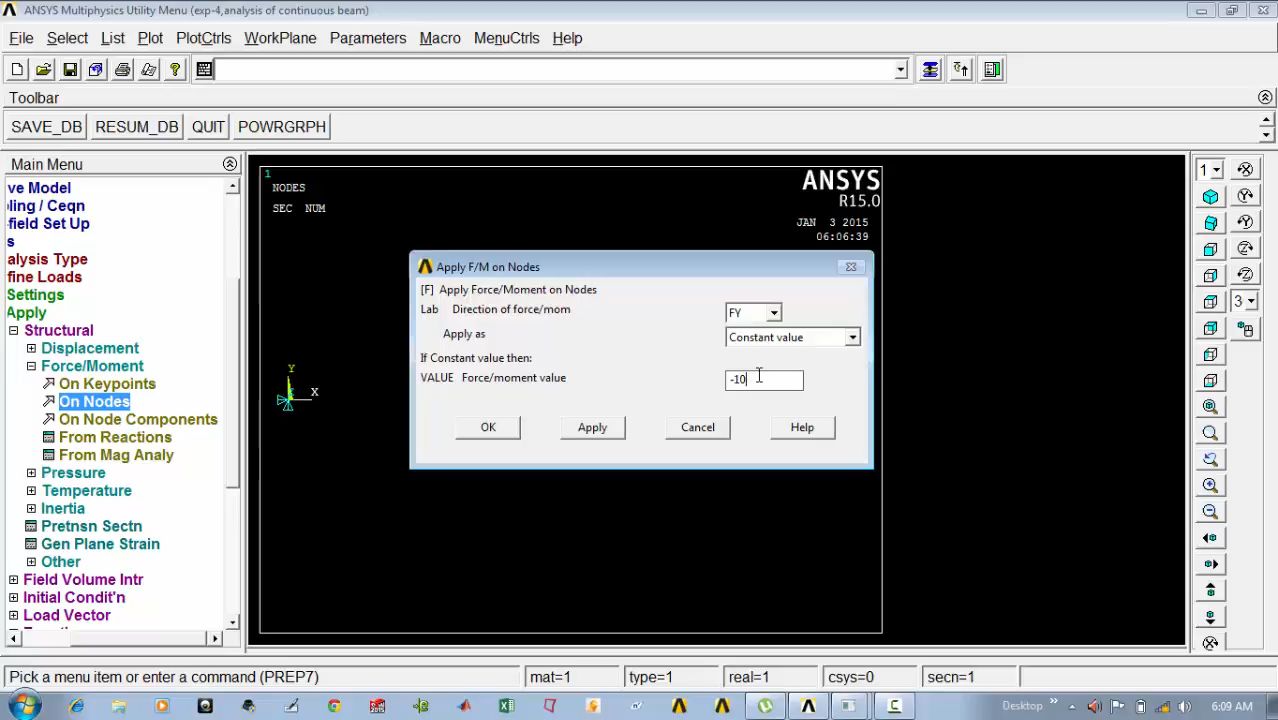 ANSYS Multiphysics Utility Menu (exp-4,analysis of continuous beam)
File Select List Plot PlotCtrls WorkPlane Parameters Macro MenuCtrls Help
Toolbar
SAVE_DB RESUM_DB QUIT POWRGRPH
Main Menu
ve Model
ling / Ceqn
field Set Up
s
alysis Type
fine Loads
Settings
Apply
Structural
Displacement
Force/Moment
On Keypoints
On Nodes
On Node Components
From Reactions
From Mag Analy
Pressure
Temperature
Inertia
Pretnsn Sectn
Gen Plane Strain
Other
Field Volume Intr
Initial Condit'n
Load Vector
1
NODES
SEC NUM
ANSYS
R15.0
JAN 3 2015
06:06:39
Y
X
Apply F/M on Nodes
[F] Apply Force/Moment on Nodes
Lab Direction of force/mom FY
Apply as Constant value
If Constant value then:
VALUE Force/moment value -10
OK Apply Cancel Help
1
3
Pick a menu item or enter a command (PREP7) mat=1 type=1 real=1 csys=0 secn=1
Desktop 6:09 AM